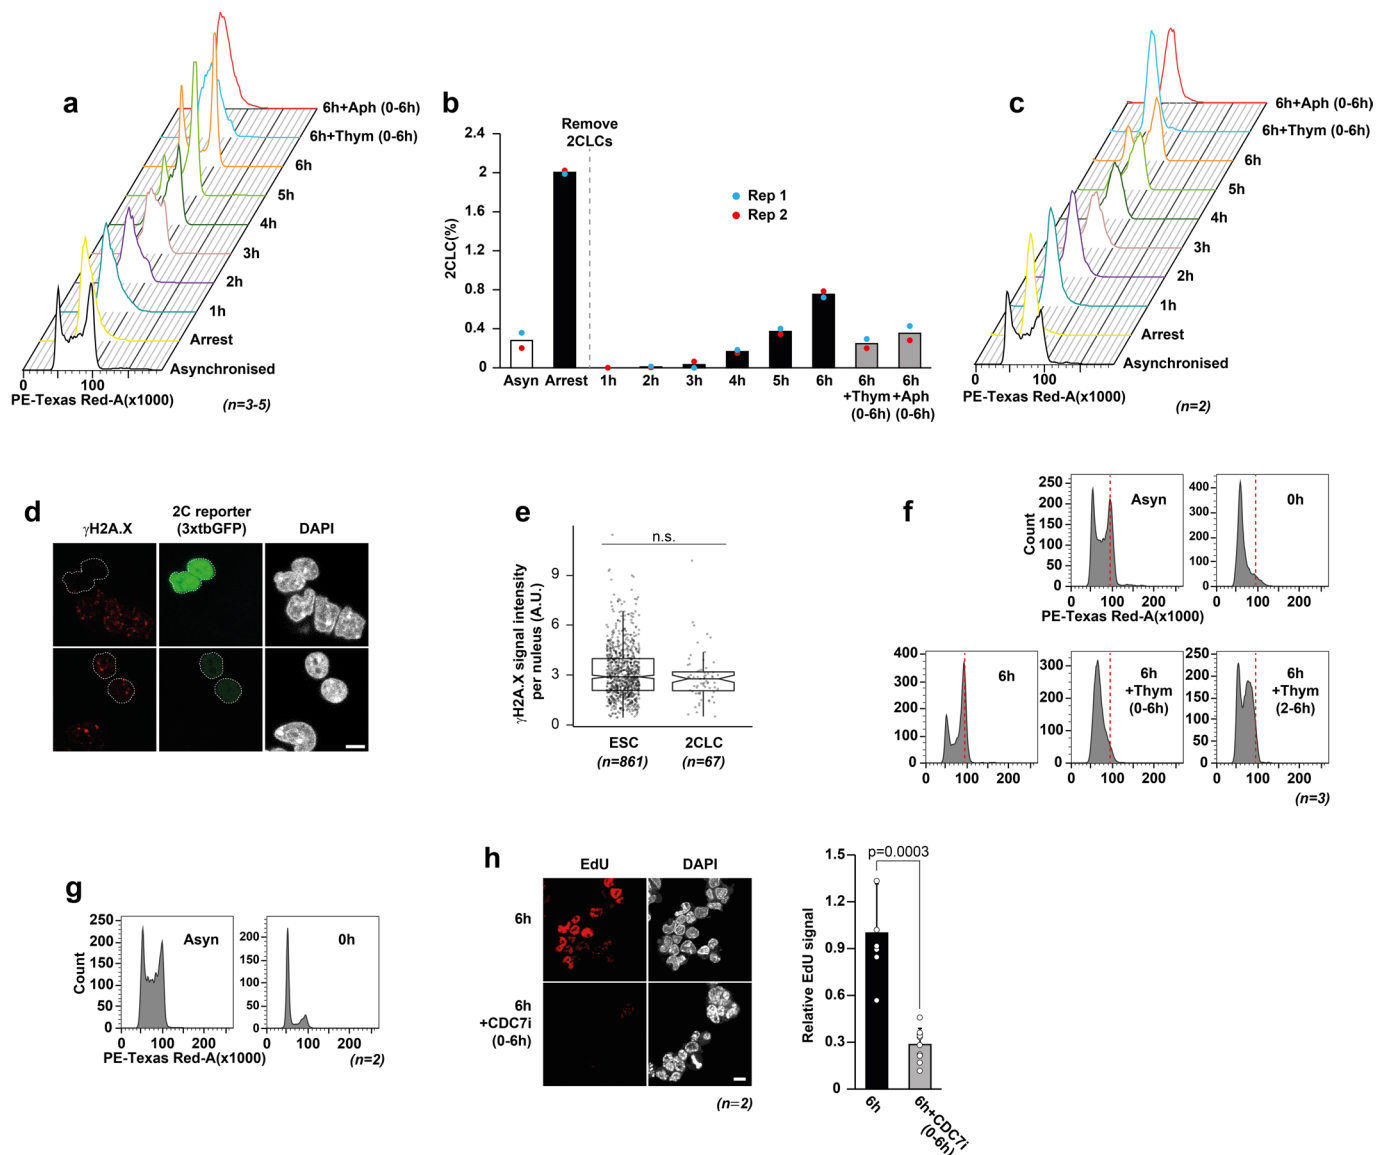 a
6h+Aph (0-6h)
6h+Thym (0-6h)
6h
5h
4h
3h
2h
1h
Arrest
Asynchronised
0 100
PE-Texas Red-A(x1000)
(n=3-5)
b
Remove
2CLCs
2CLC(%)
2.4
2
1.6
1.2
0.8
0.4
0
Rep 1
Rep 2
Asyn Arrest 1h 2h 3h 4h 5h 6h 6h 6h
+Thym +Aph
(0-6h) (0-6h)
c
6h+Aph (0-6h)
6h+Thym (0-6h)
6h
5h
4h
3h
2h
1h
Arrest
Asynchronised
0 100
PE-Texas Red-A(x1000)
(n=2)
d
γH2A.X
2C reporter
(3xtbGFP)
DAPI
e
γH2A.X signal intensity
per nuleus (A.U.)
n.s.
9
6
3
0
ESC 2CLC
(n=861) (n=67)
f
Count
250
200
150
100
50
0
Asyn
0 100 200
PE-Texas Red-A(x1000)
400
300
200
100
0
0h
0 100 200
400
300
200
100
0
6h
0 100 200
300
200
100
0
6h
+Thym
(0-6h)
0 100 200
250
200
150
100
50
0
6h
+Thym
(2-6h)
0 100 200
(n=3)
g
Count
250
200
150
100
50
0
Asyn
0 100 200
PE-Texas Red-A(x1000)
200
150
100
50
0
0h
0 100 200
(n=2)
h
EdU DAPI
6h
6h
+CDC7i
(0-6h)
(n=2)
Relative EdU signal
p=0.0003
1.5
1.2
0.9
0.6
0.3
0
6h
6h+CDC7i
(0-6h)